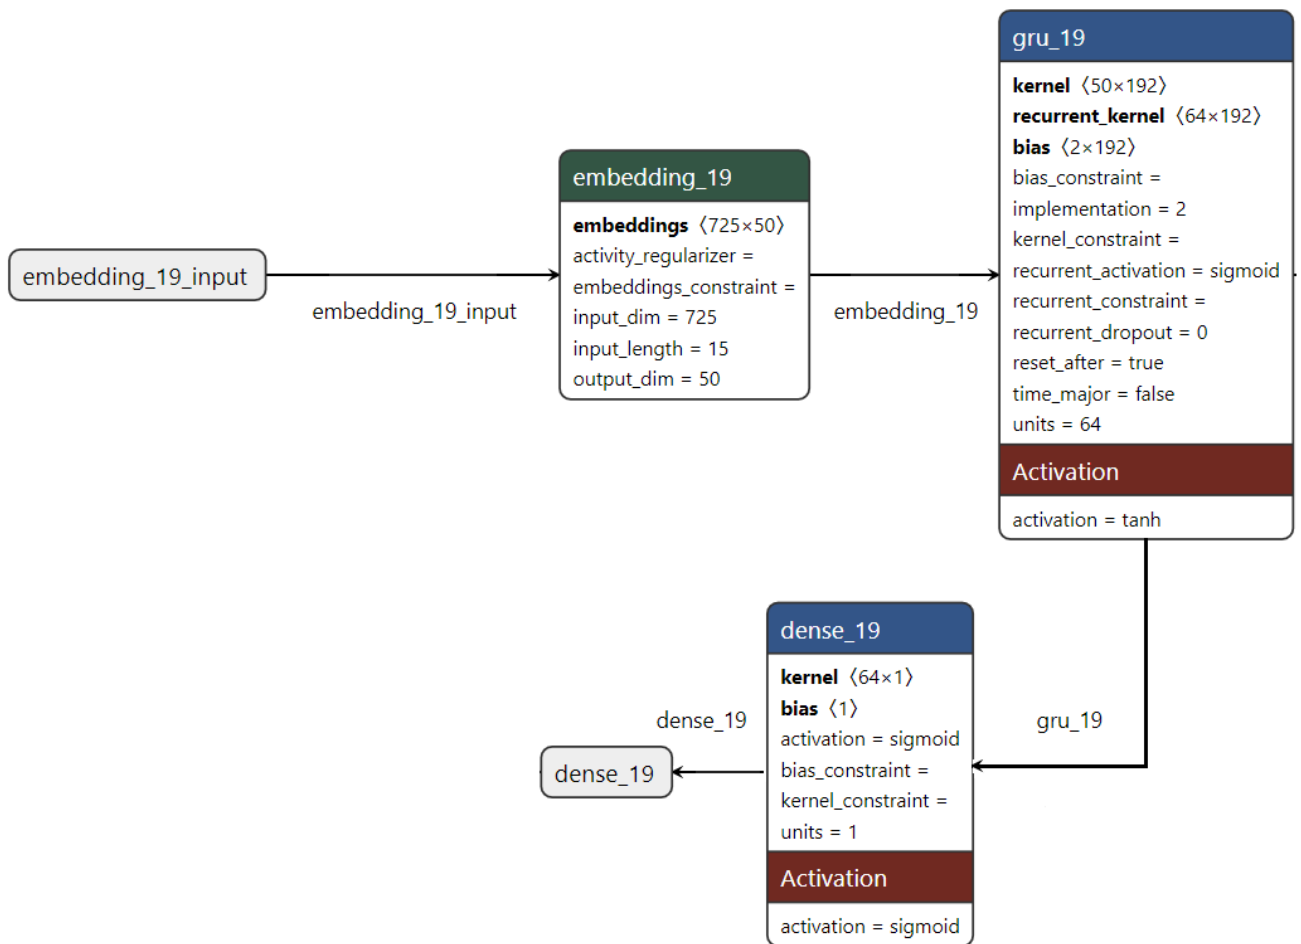 embedding_19_input
embedding_19_input
embedding_19
embeddings 〈725×50〉
activity_regularizer =
embeddings_constraint =
input_dim = 725
input_length = 15
output_dim = 50
embedding_19
gru_19
kernel 〈50×192〉
recurrent_kernel 〈64×192〉
bias 〈2×192〉
bias_constraint =
implementation = 2
kernel_constraint =
recurrent_activation = sigmoid
recurrent_constraint =
recurrent_dropout = 0
reset_after = true
time_major = false
units = 64
Activation
activation = tanh
gru_19
dense_19
kernel 〈64×1〉
bias 〈1〉
activation = sigmoid
bias_constraint =
kernel_constraint =
units = 1
Activation
activation = sigmoid
dense_19
dense_19